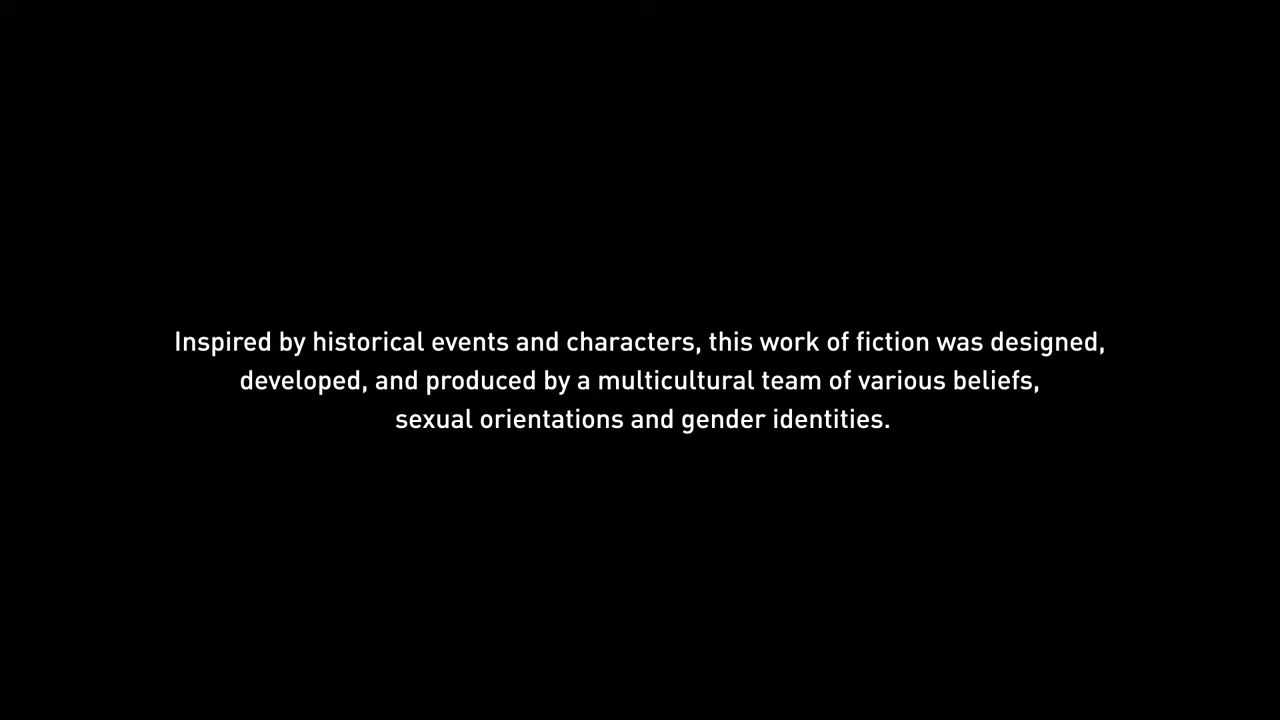 Inspired by historical events and characters, this work of fiction was designed,
developed, and produced by a multicultural team of various beliefs,
sexual orientations and gender identities.